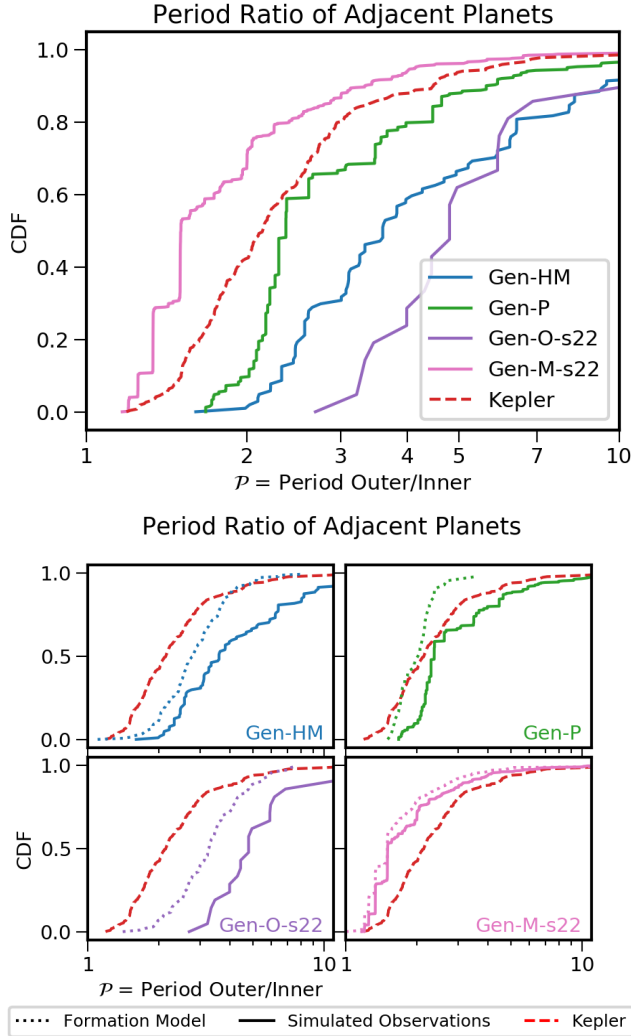 Period Ratio of Adjacent Planets
1.0
0.8
0.6
0.4
0.2
0.0
CDF
Gen-HM
Gen-P
Gen-O-s22
Gen-M-s22
Kepler
1 2 3 4 5 7 10
𝒫 = Period Outer/Inner
Period Ratio of Adjacent Planets
1.0
0.5
0.0
Gen-HM
Gen-P
1.0
0.5
0.0
CDF
Gen-O-s22
Gen-M-s22
1 10 1 10
𝒫 = Period Outer/Inner
Formation Model Simulated Observations Kepler